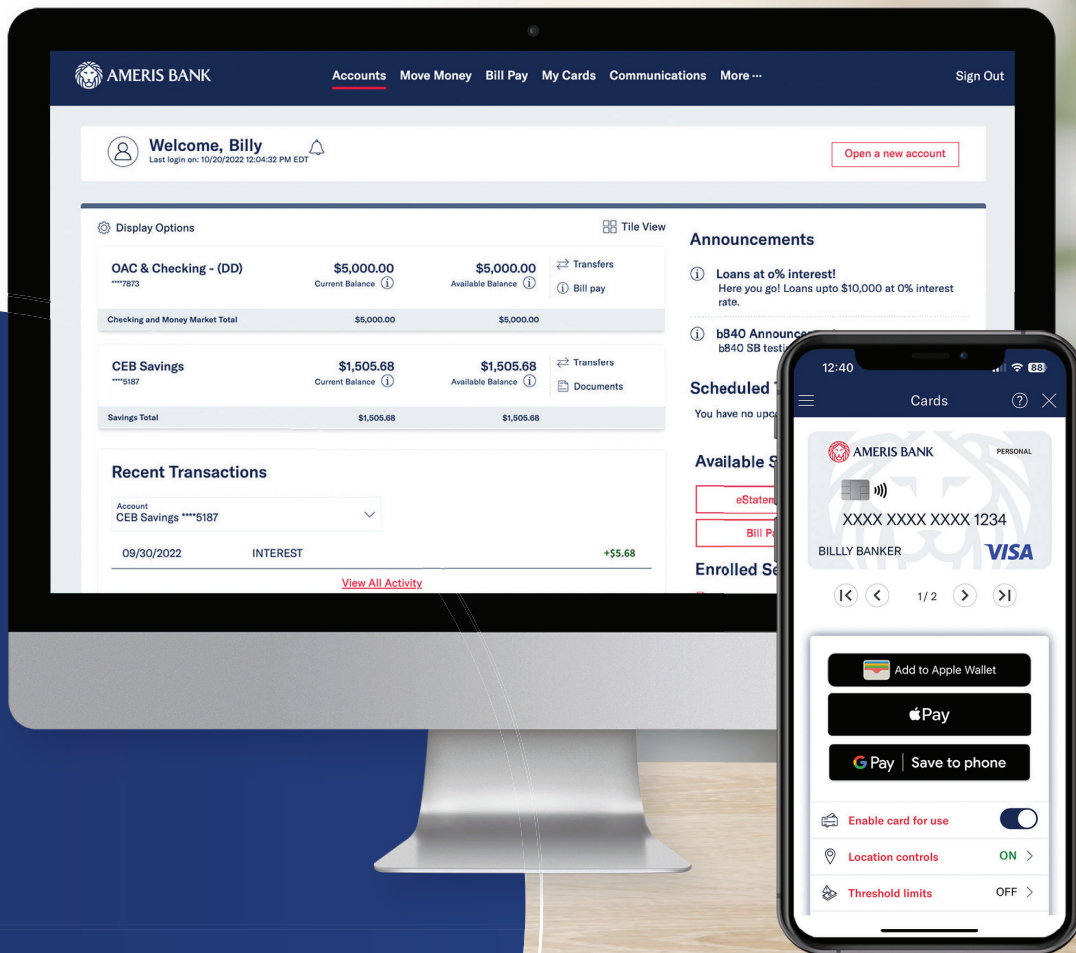 AMERIS BANK
Accounts Move Money Bill Pay My Cards Communications More ···
Sign Out
Welcome, Billy
Last login on: 10/20/2022 12:04:32 PM EDT
Open a new account
Display Options
Tile View
OAC & Checking - (DD)
****7873
$5,000.00
Current Balance
$5,000.00
Available Balance
Transfers
Bill pay
Checking and Money Market Total $5,000.00 $5,000.00
CEB Savings
****5187
$1,505.68
Current Balance
$1,505.68
Available Balance
Transfers
Documents
Savings Total $1,505.68 $1,505.68
Recent Transactions
Account
CEB Savings ****5187
09/30/2022 INTEREST +$5.68
View All Activity
Announcements
Loans at 0% interest!
Here you go! Loans upto $10,000 at 0% interest
rate.
b840
b840 SB
Scheduled
You have no
Available
Bill
Enrolled
12:40
88
Cards
AMERIS BANK
PERSONAL
XXXX XXXX XXXX 1234
BILLLY BANKER
VISA
1/ 2
Add to Apple Wallet
Pay
G Pay | Save to phone
Enable card for use
Location controls ON
Threshold limits OFF